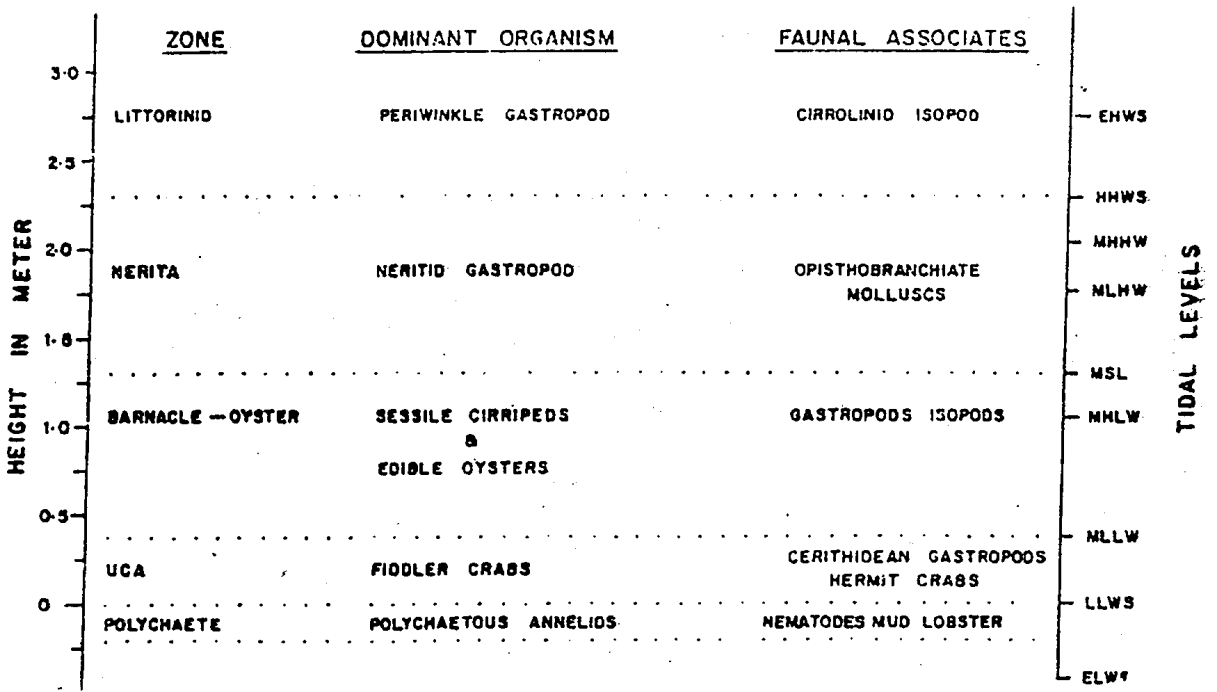 ZONE DOMINANT ORGANISM FAUNAL ASSOCIATES
3.0
LITTORINID PERIWINKLE GASTROPOD CIRROLINID ISOPOD EHWS
2.5
HHWS
MHHW
2.0
NERITA NERITID GASTROPOD OPISTHOBRANCHIATE
MOLLUSCS MLHW
1.5
MSL
BARNACLE — OYSTER SESSILE CIRRIPEDS GASTROPODS ISOPODS MHLW
1.0
&
EDIBLE OYSTERS
0.5
MLLW
CERITHIDEAN GASTROPODS
UCA FIDDLER CRABS HERMIT CRABS
0 LLWS
POLYCHAETE POLYCHAETOUS ANNELIDS NEMATODES MUD LOBSTER
HEIGHT IN METER
TIDAL LEVELS